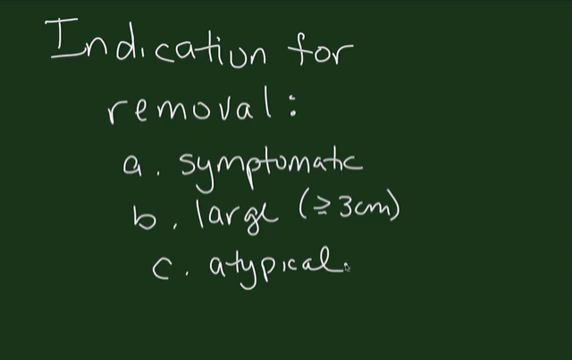 Indication for
removal:
a. symptomatic
b. large (≥3cm)
c. atypical.